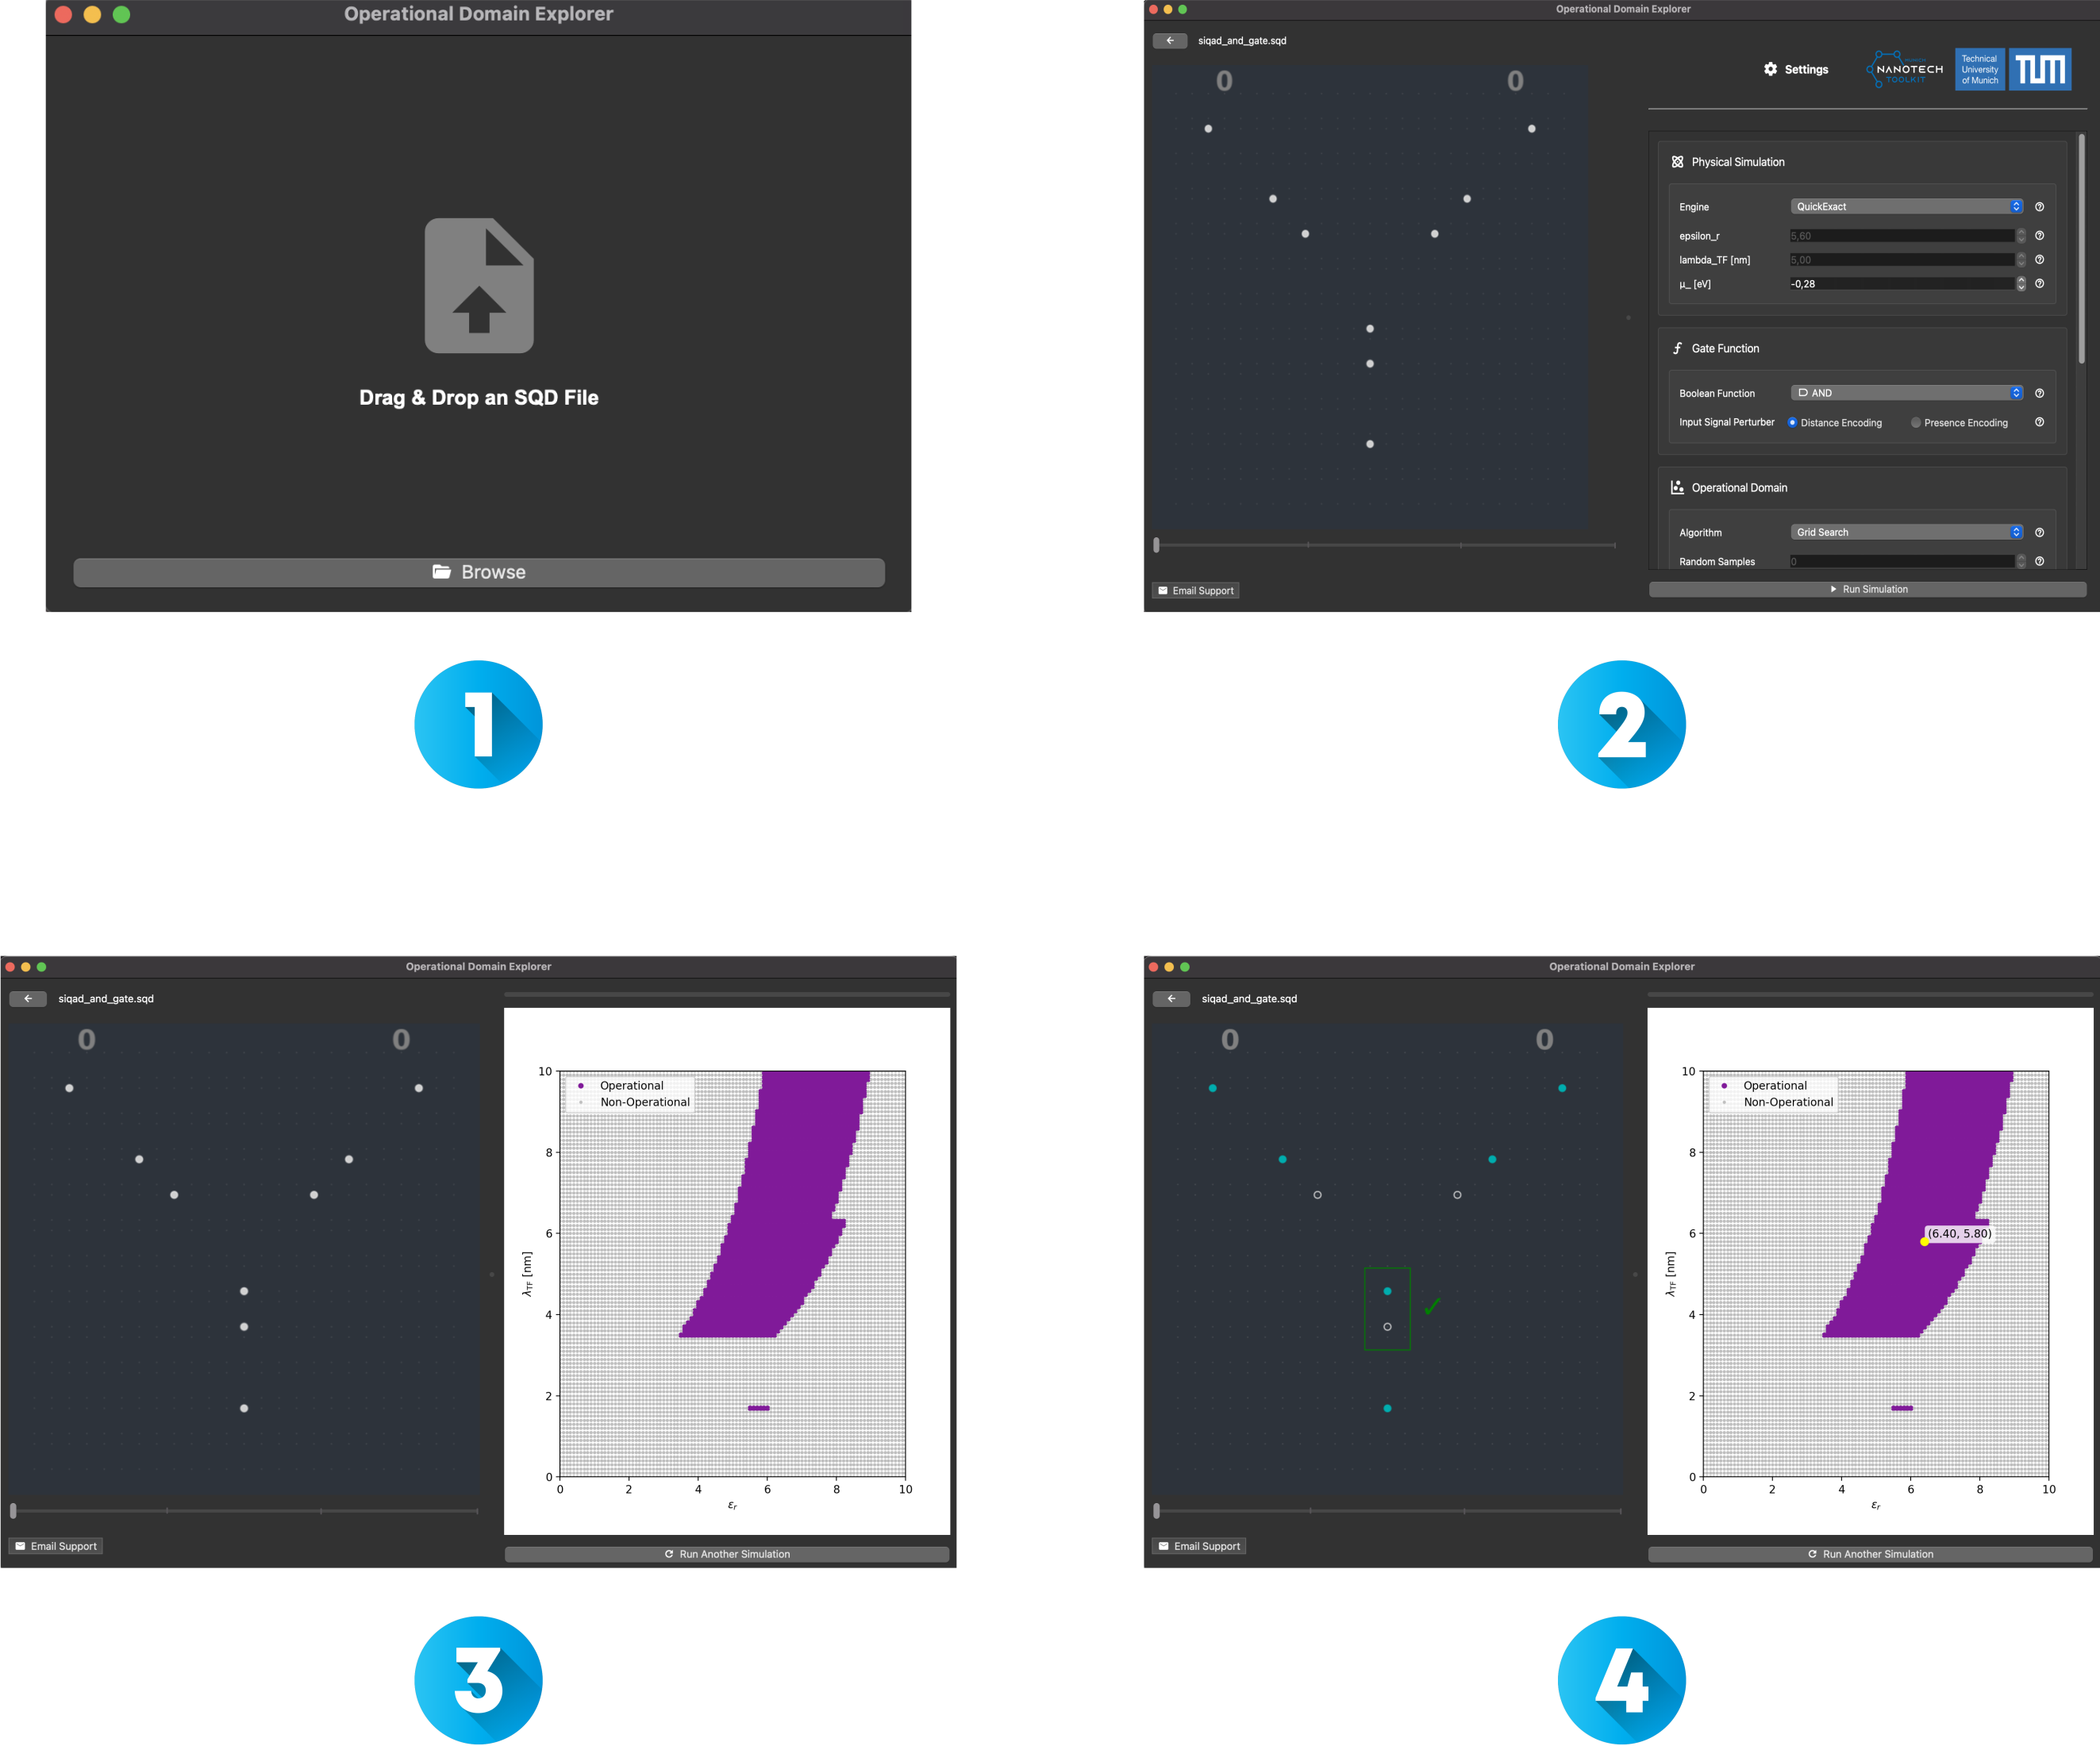 Operational Domain Explorer
Drag & Drop an SQD File
Browse
1
Operational Domain Explorer
siqad_and_gate.sqd
0 0
Settings
NANOTECH
TOOLKIT
Technical
University
of Munich
TUM
Physical Simulation
Engine QuickExact
epsilon_r 5,60
lambda_TF [nm] 5,00
μ_ [eV] -0,28
Gate Function
Boolean Function AND
Input Signal Perturber Distance Encoding Presence Encoding
Operational Domain
Algorithm Grid Search
Random Samples 0
Email Support
Run Simulation
2
Operational Domain Explorer
siqad_and_gate.sqd
0 0
Email Support
Operational
Non-Operational
10
8
6
4
2
0
λTF [nm]
0 2 4 6 8 10
εr
Run Another Simulation
3
Operational Domain Explorer
siqad_and_gate.sqd
0 0
Email Support
Operational
Non-Operational
(6.40, 5.80)
10
8
6
4
2
0
λTF [nm]
0 2 4 6 8 10
εr
Run Another Simulation
4